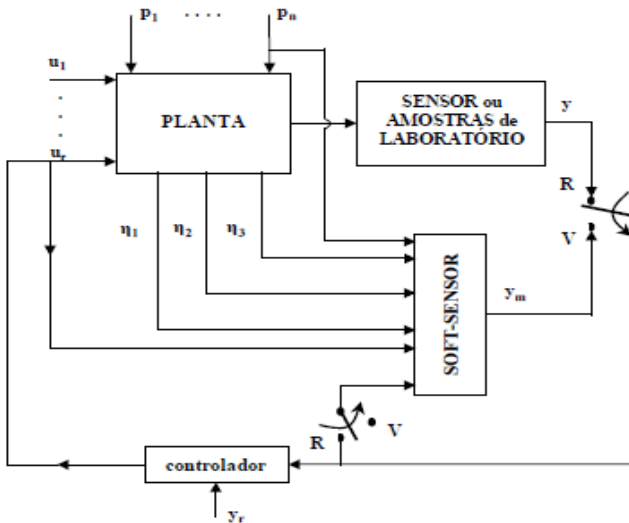 p1 . . . . pn
u1
.
.
.
ur
PLANTA
SENSOR ou
AMOSTRAS de
LABORATÓRIO
y
R
V
η1 η2 η3
SOFT-SENSOR
ym
R V
controlador
yr